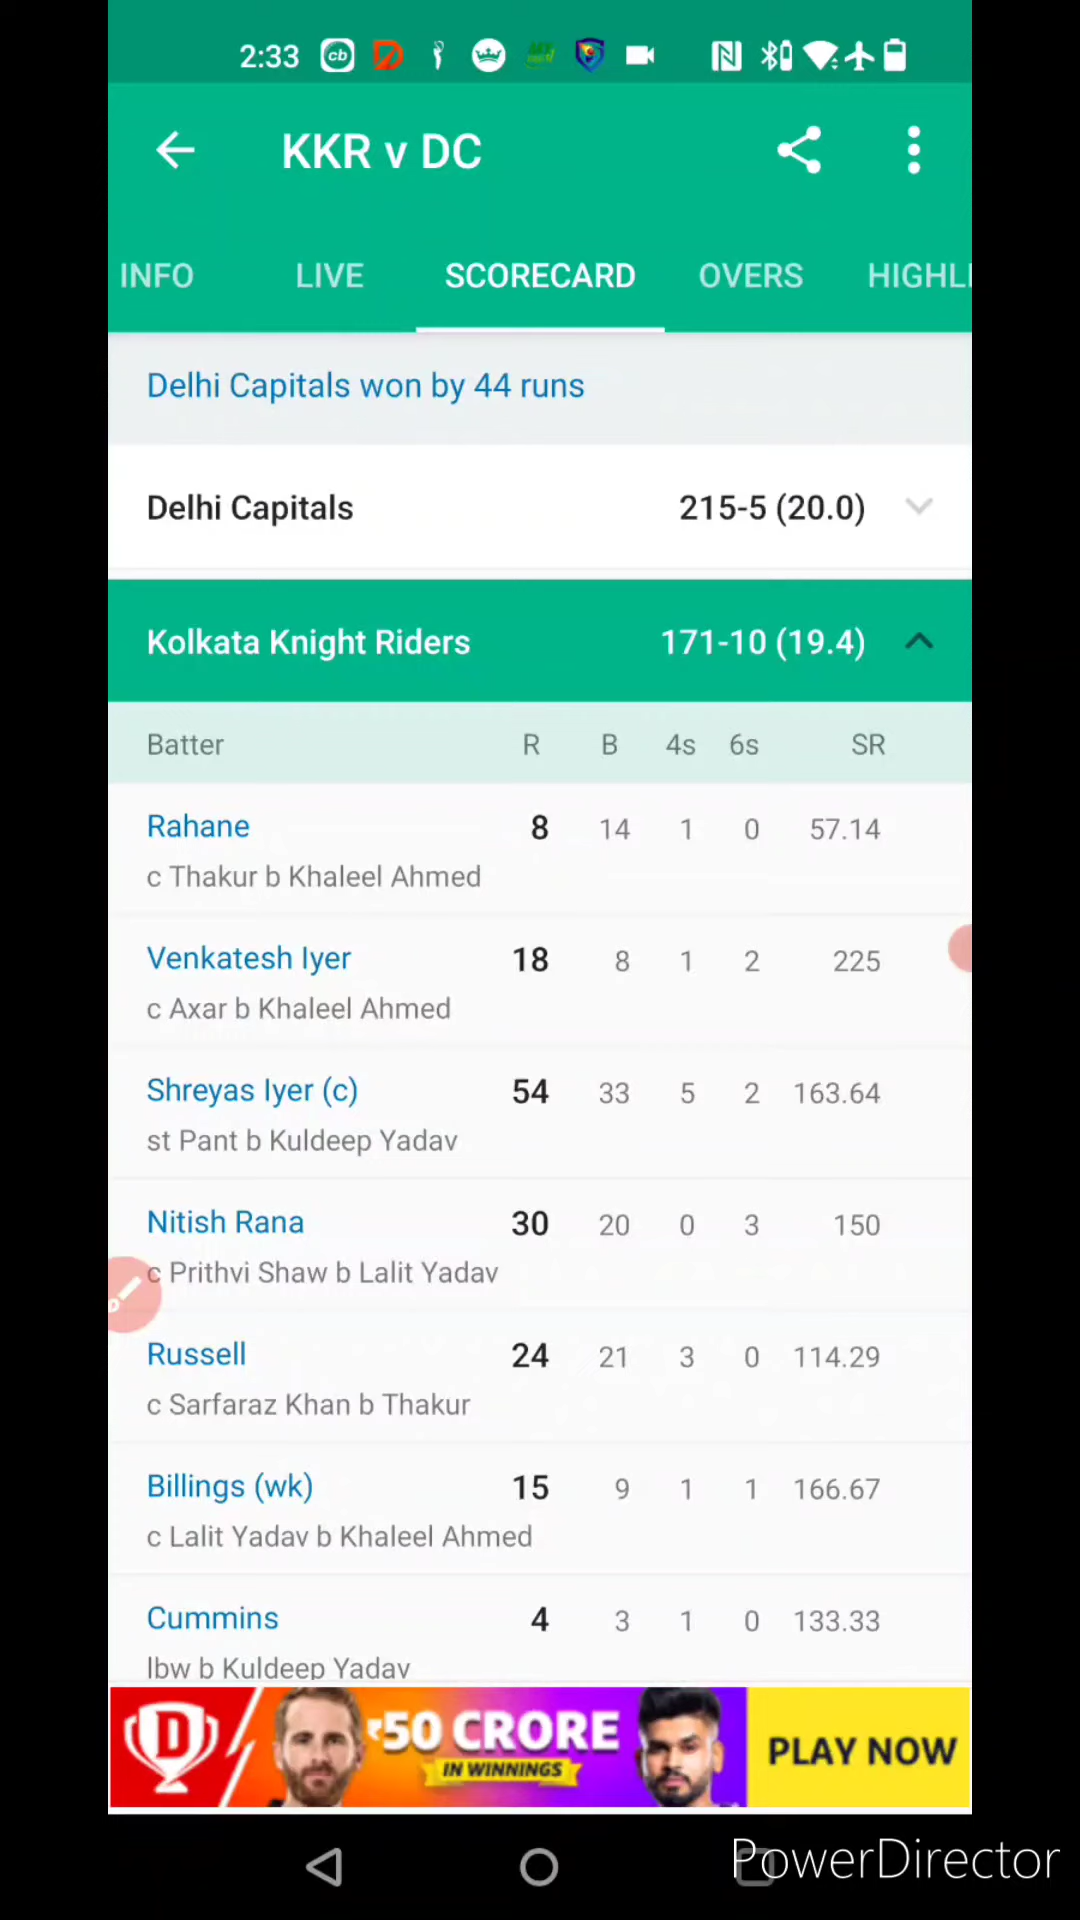 2:33 cb
KKR v DC
INFO LIVE SCORECARD OVERS HIGHLI
Delhi Capitals won by 44 runs
Delhi Capitals 215-5 (20.0)
Kolkata Knight Riders 171-10 (19.4)
Batter R B 4s 6s SR
Rahane 8 14 1 0 57.14
c Thakur b Khaleel Ahmed
Venkatesh Iyer 18 8 1 2 225
c Axar b Khaleel Ahmed
Shreyas Iyer (c) 54 33 5 2 163.64
st Pant b Kuldeep Yadav
Nitish Rana 30 20 0 3 150
c Prithvi Shaw b Lalit Yadav
Russell 24 21 3 0 114.29
c Sarfaraz Khan b Thakur
Billings (wk) 15 9 1 1 166.67
c Lalit Yadav b Khaleel Ahmed
Cummins 4 3 1 0 133.33
lbw b Kuldeep Yadav
D ₹50 CRORE
IN WINNINGS
PLAY NOW
PowerDirector